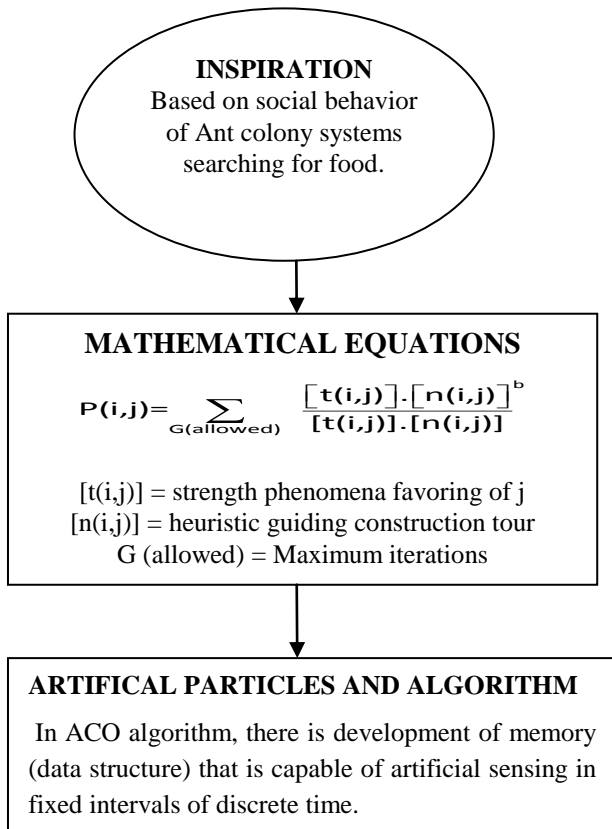 INSPIRATION
Based on social behavior
of Ant colony systems
searching for food.
MATHEMATICAL EQUATIONS
P(i,j)=∑G(allowed) [t(i,j)].[n(i,j)]^b / [t(i,j)].[n(i,j)]
[t(i,j)] = strength phenomena favoring of j
[n(i,j)] = heuristic guiding construction tour
G (allowed) = Maximum iterations
ARTIFICAL PARTICLES AND ALGORITHM
In ACO algorithm, there is development of memory
(data structure) that is capable of artificial sensing in
fixed intervals of discrete time.